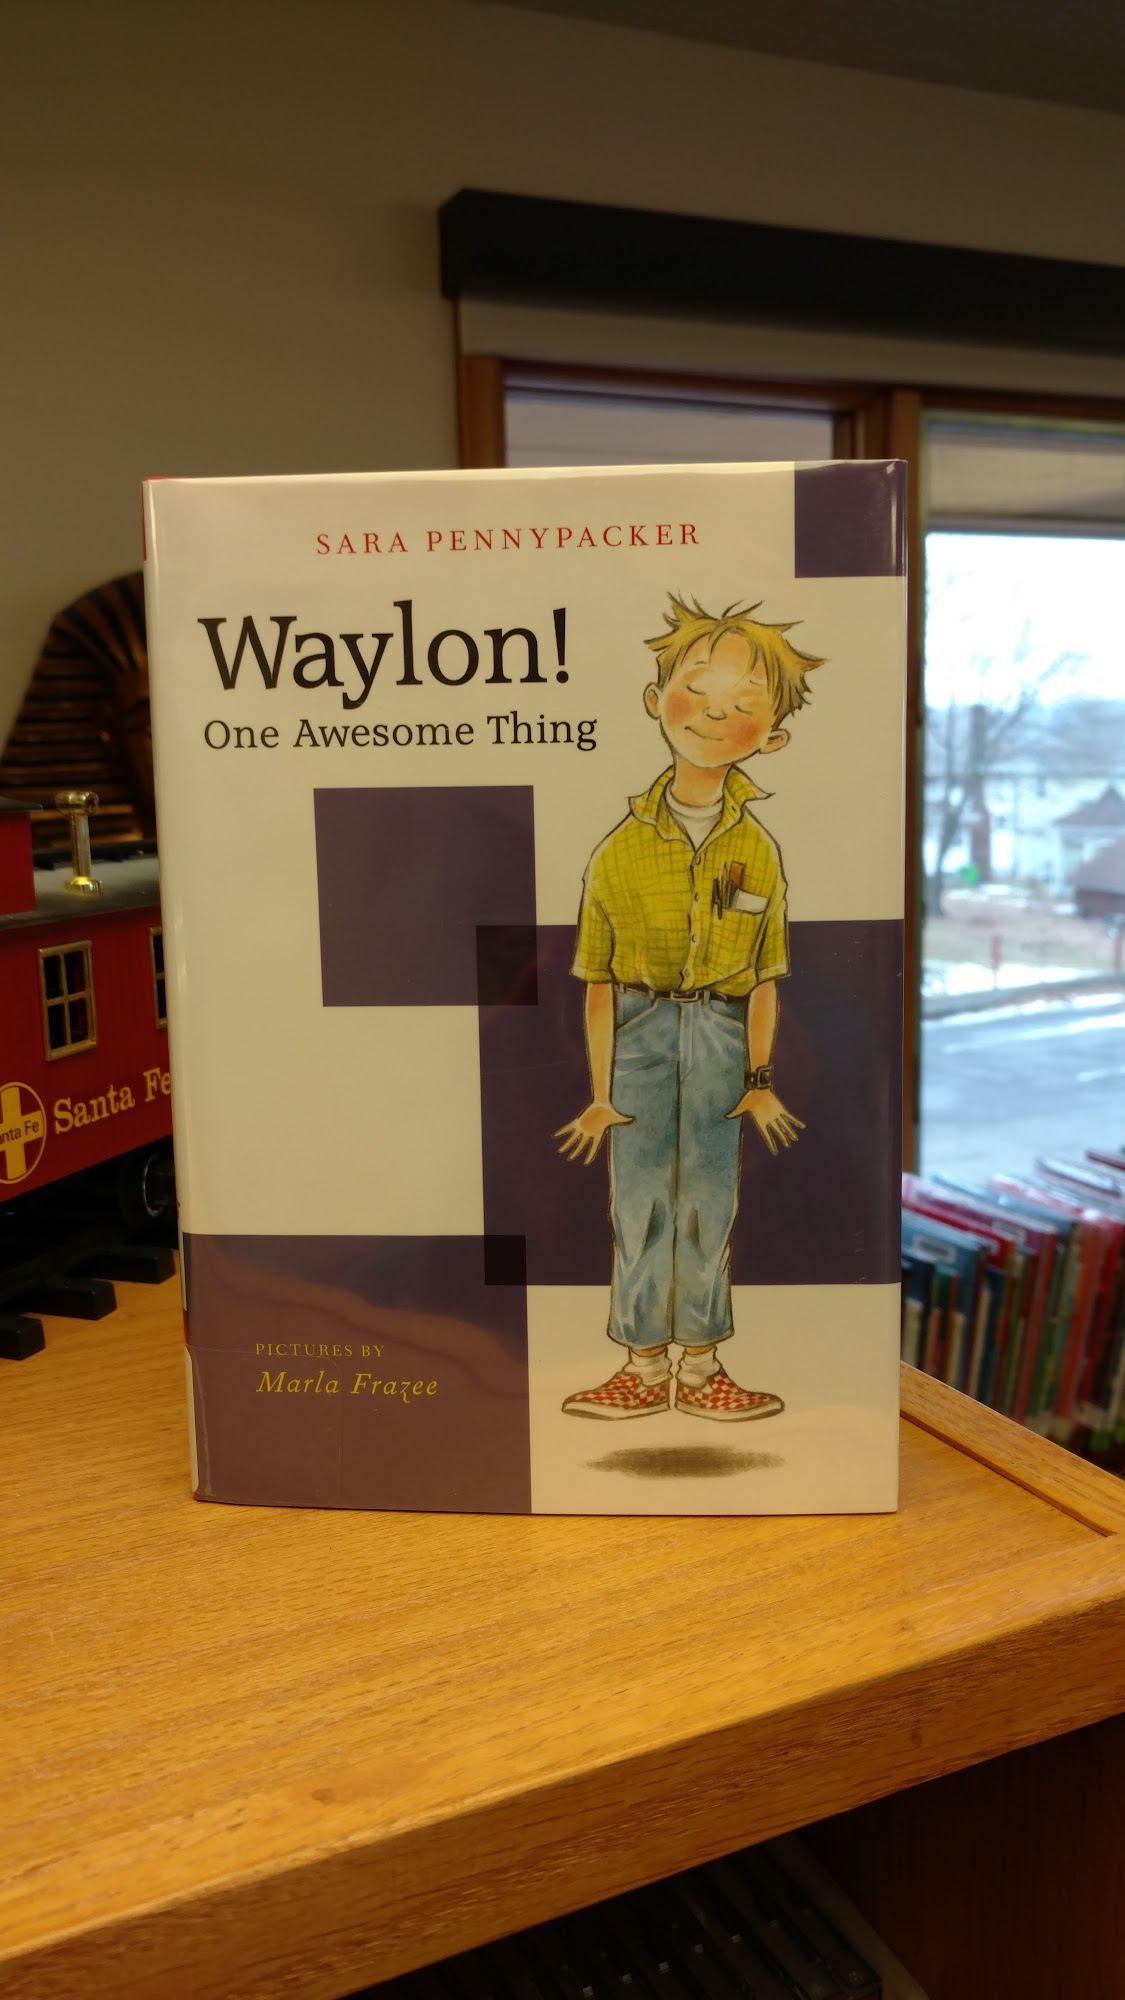 SARA PENNYPACKER
Waylon!
One Awesome Thing
PICTURES BY
Marla Frazee
Santa Fe
Santa Fe